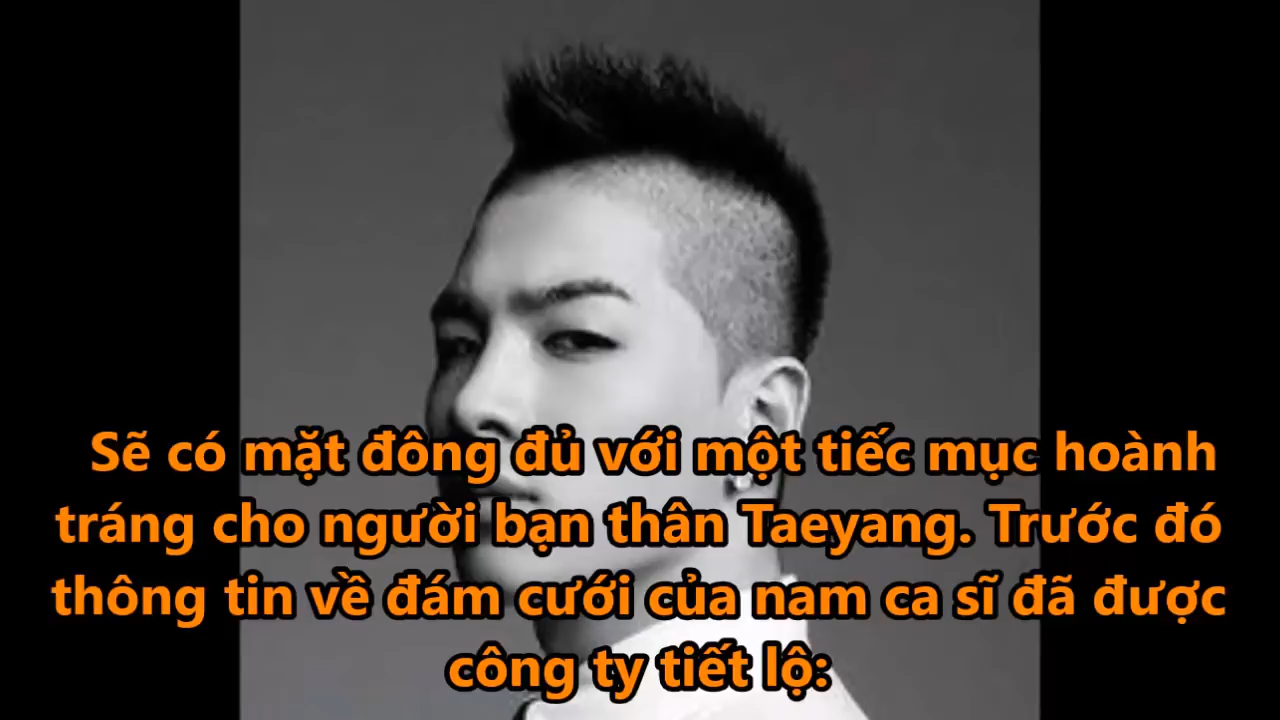 Sẽ có mặt đông đủ với một tiếc mục hoành
tráng cho người bạn thân Taeyang. Trước đó
thông tin về đám cưới của nam ca sĩ đã được
công ty tiết lộ: